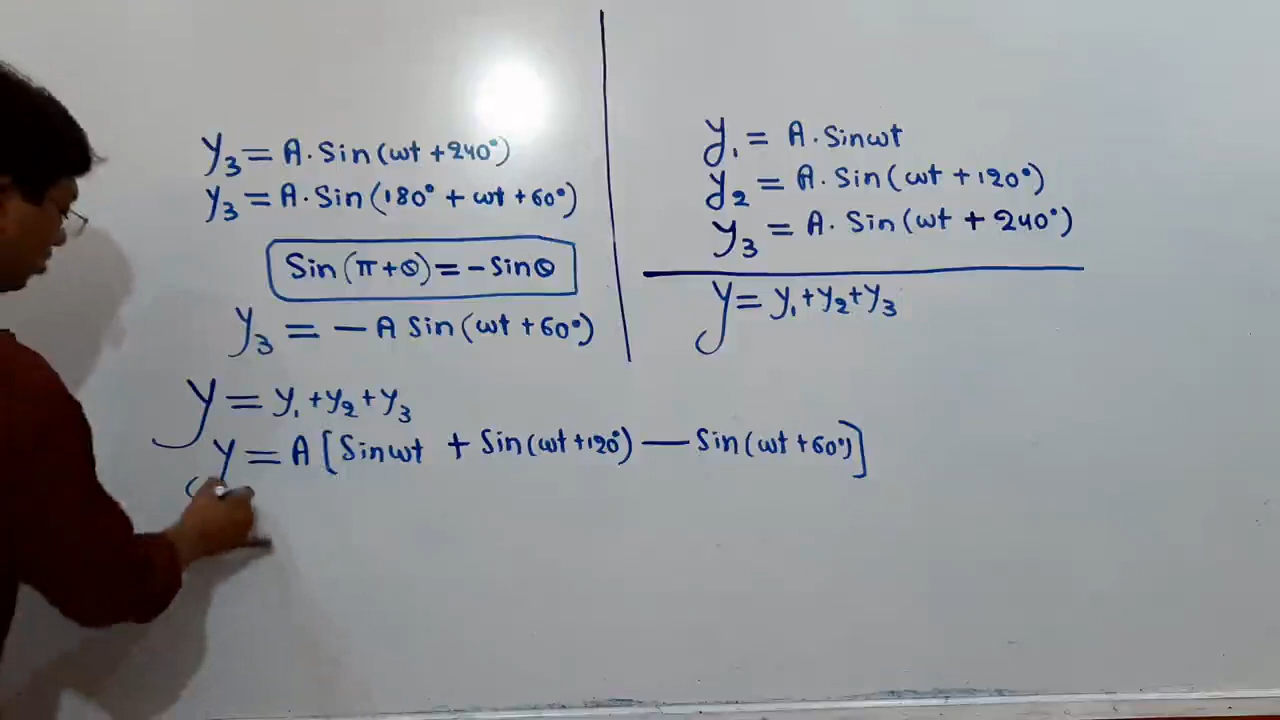 y₃ = A. Sin(ωt + 240°)
y₃ = A. Sin(180° + ωt + 60°)
Sin(π + θ) = - Sinθ
y₃ = - A Sin(ωt + 60°)
y₁ = A. Sinωt
y₂ = A. Sin(ωt + 120°)
y₃ = A. Sin(ωt + 240°)
y = y₁ + y₂ + y₃
y = y₁ + y₂ + y₃
y = A[Sinωt + Sin(ωt + 120°) - Sin(ωt + 60°)]